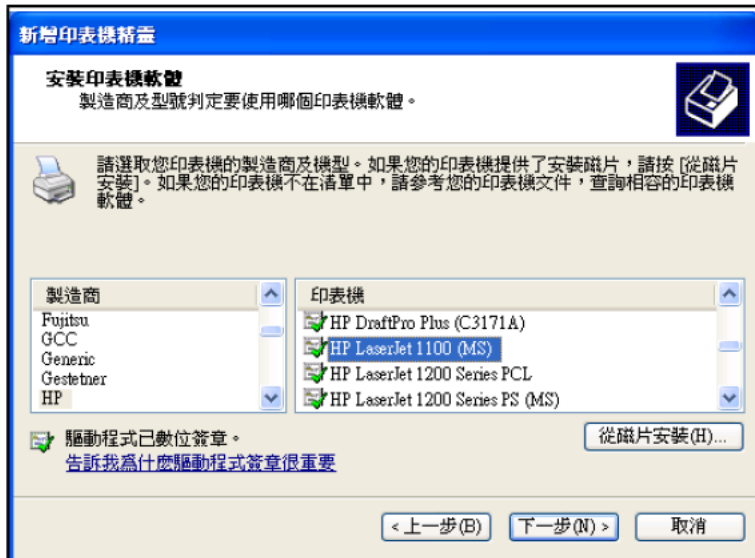 新增印表機精靈
安裝印表機軟體
製造商及型號判定要使用哪個印表機軟體。
請選取您印表機的製造商及機型。如果您的印表機提供了安裝磁片，請按 [從磁片
安裝]。如果您的印表機不在清單中，請參考您的印表機文件，查詢相容的印表機
軟體。
製造商
Fujitsu
GCC
Generic
Gestetner
HP
印表機
HP DraftPro Plus (C3171A)
HP LaserJet 1100 (MS)
HP LaserJet 1200 Series PCL
HP LaserJet 1200 Series PS (MS)
驅動程式已數位簽章。
告訴我爲什麼驅動程式簽章很重要
從磁片安裝(H)...
<上一步(B)
下一步(N)>
取消